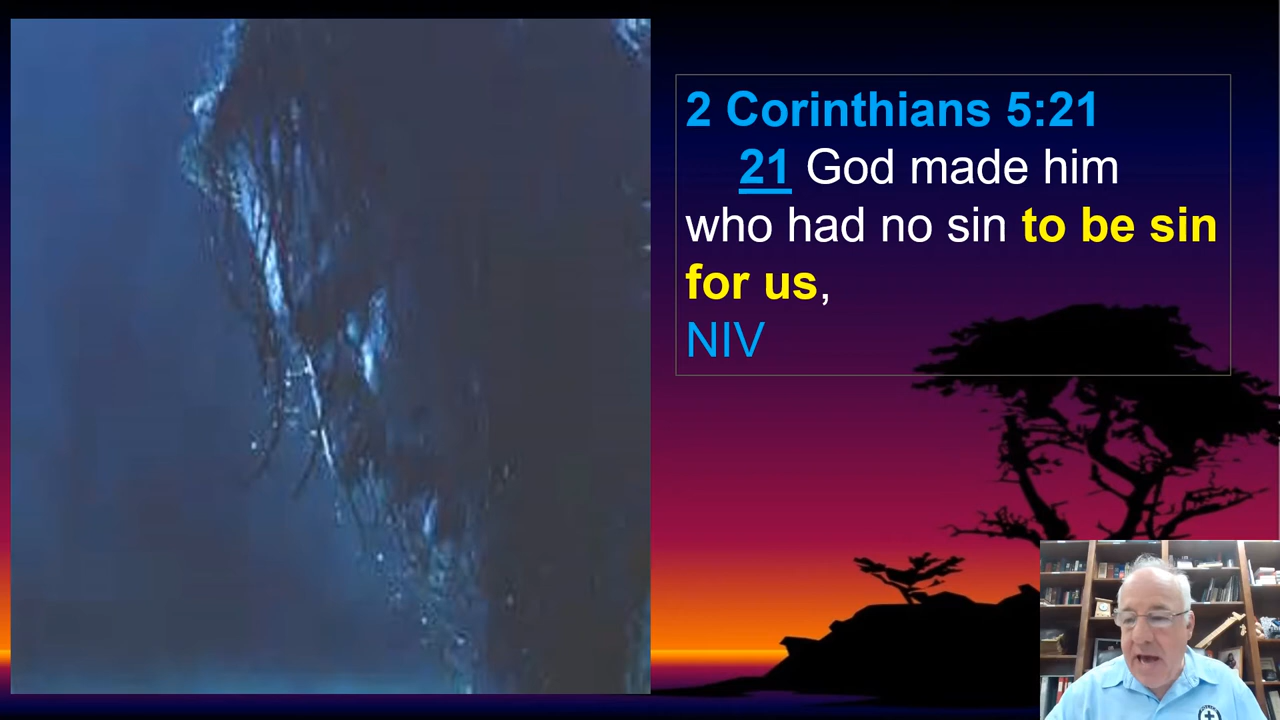 2 Corinthians 5:21
21 God made him
who had no sin to be sin
for us,
NIV